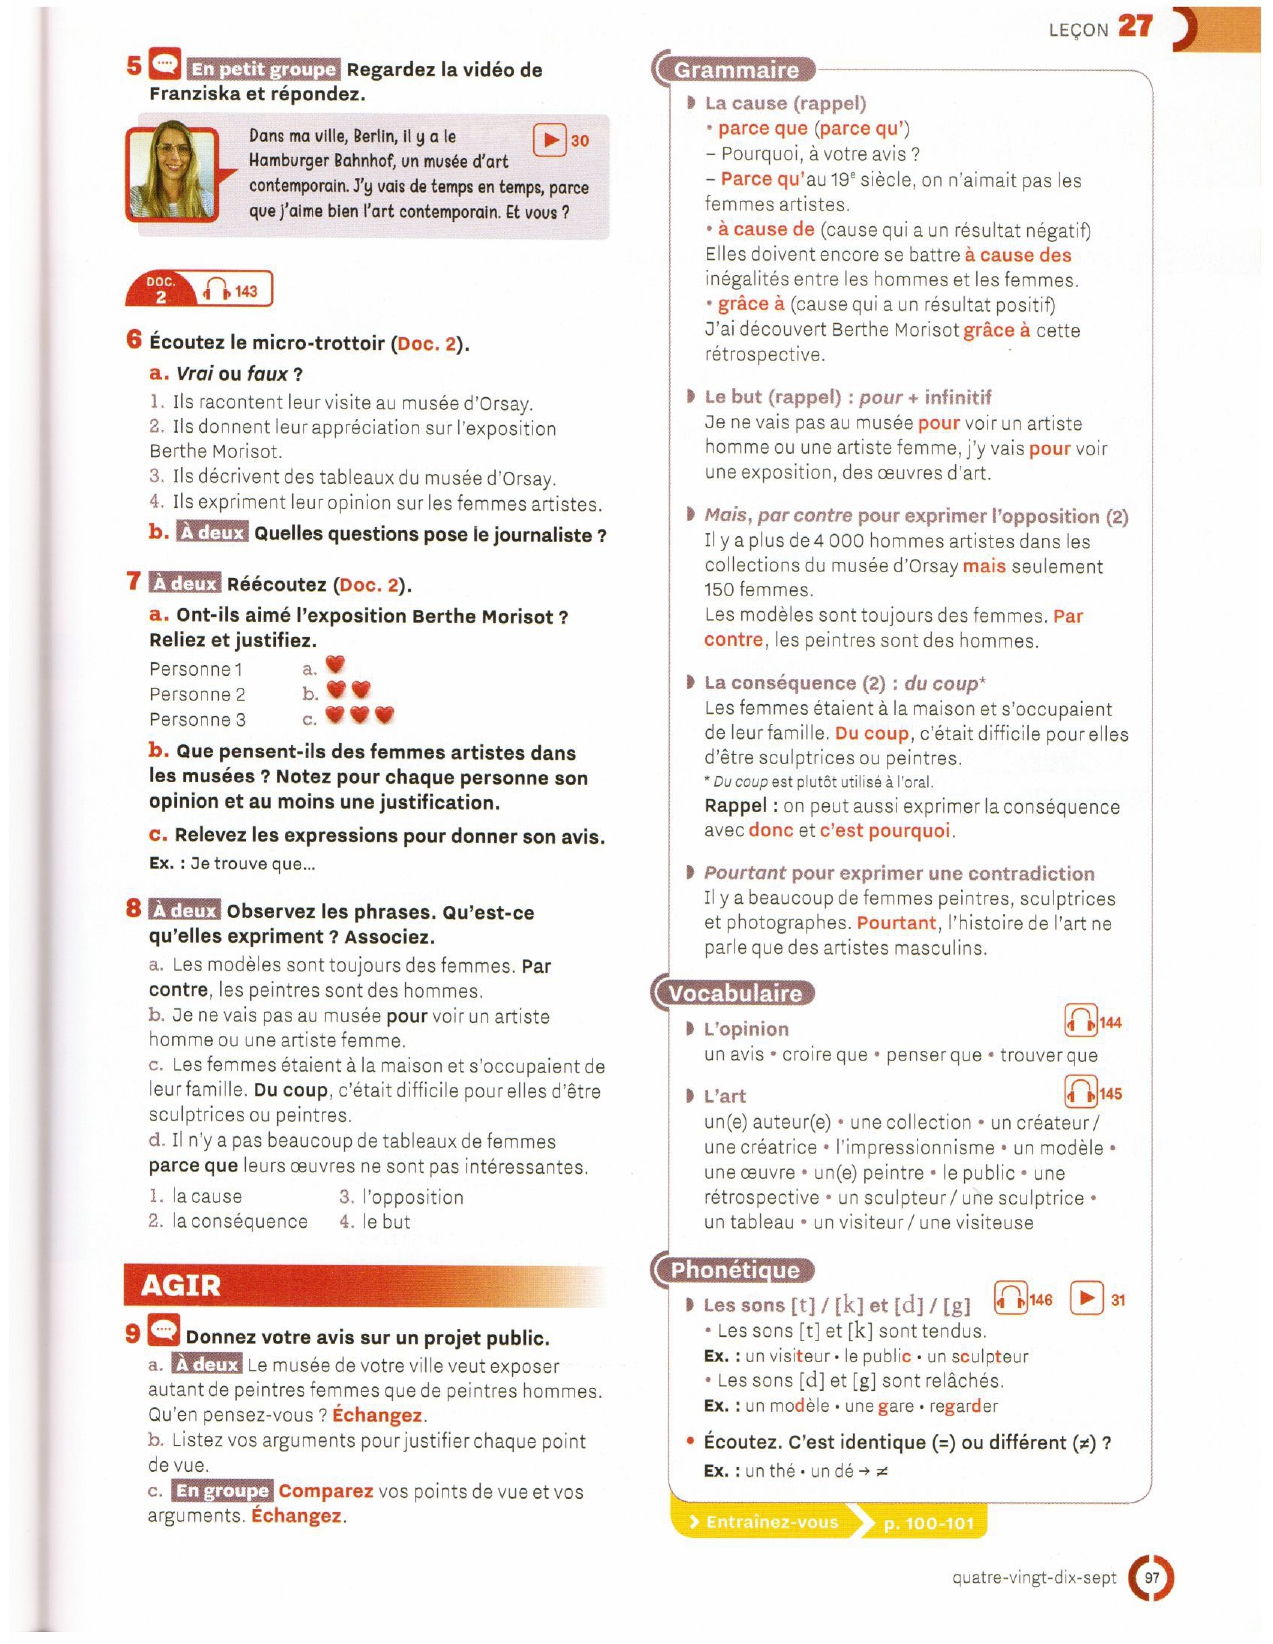 LEÇON 27
5 En petit groupe Regardez la vidéo de
Franziska et répondez.
Dans ma ville, Berlin, il y a le
Hamburger Bahnhof, un musée d'art
contemporain. J'y vais de temps en temps, parce
que j'aime bien l'art contemporain. Et vous ?
30
DOC.
2
143
6 Écoutez le micro-trottoir (Doc. 2).
a. Vrai ou faux ?
1. Ils racontent leur visite au musée d'Orsay.
2. Ils donnent leur appréciation sur l'exposition
Berthe Morisot.
3. Ils décrivent des tableaux du musée d'Orsay.
4. Ils expriment leur opinion sur les femmes artistes.
b. À deux Quelles questions pose le journaliste ?
7 À deux Réécoutez (Doc. 2).
a. Ont-ils aimé l'exposition Berthe Morisot ?
Reliez et justifiez.
Personne 1 a. ♥
Personne 2 b. ♥ ♥
Personne 3 c. ♥ ♥ ♥
b. Que pensent-ils des femmes artistes dans
les musées ? Notez pour chaque personne son
opinion et au moins une justification.
c. Relevez les expressions pour donner son avis.
Ex. : Je trouve que...
8 À deux Observez les phrases. Qu'est-ce
qu'elles expriment ? Associez.
a. Les modèles sont toujours des femmes. Par
contre, les peintres sont des hommes.
b. Je ne vais pas au musée pour voir un artiste
homme ou une artiste femme.
c. Les femmes étaient à la maison et s'occupaient de
leur famille. Du coup, c'était difficile pour elles d'être
sculptrices ou peintres.
d. Il n'y a pas beaucoup de tableaux de femmes
parce que leurs œuvres ne sont pas intéressantes.
1. la cause 3. l'opposition
2. la conséquence 4. le but
AGIR
9 Donnez votre avis sur un projet public.
a. À deux Le musée de votre ville veut exposer
autant de peintres femmes que de peintres hommes.
Qu'en pensez-vous ? Échangez.
b. Listez vos arguments pour justifier chaque point
de vue.
c. En groupe Comparez vos points de vue et vos
arguments. Échangez.
Grammaire
La cause (rappel)
• parce que (parce qu')
– Pourquoi, à votre avis ?
– Parce qu'au 19e siècle, on n'aimait pas les
femmes artistes.
• à cause de (cause qui a un résultat négatif)
Elles doivent encore se battre à cause des
inégalités entre les hommes et les femmes.
• grâce à (cause qui a un résultat positif)
J'ai découvert Berthe Morisot grâce à cette
rétrospective.
Le but (rappel) : pour + infinitif
Je ne vais pas au musée pour voir un artiste
homme ou une artiste femme, j'y vais pour voir
une exposition, des œuvres d'art.
Mais, par contre pour exprimer l'opposition (2)
Il y a plus de 4 000 hommes artistes dans les
collections du musée d'Orsay mais seulement
150 femmes.
Les modèles sont toujours des femmes. Par
contre, les peintres sont des hommes.
La conséquence (2) : du coup*
Les femmes étaient à la maison et s'occupaient
de leur famille. Du coup, c'était difficile pour elles
d'être sculptrices ou peintres.
* Du coup est plutôt utilisé à l'oral.
Rappel : on peut aussi exprimer la conséquence
avec donc et c'est pourquoi.
Pourtant pour exprimer une contradiction
Il y a beaucoup de femmes peintres, sculptrices
et photographes. Pourtant, l'histoire de l'art ne
parle que des artistes masculins.
Vocabulaire
L'opinion 144
un avis • croire que • penser que • trouver que
L'art 145
un(e) auteur(e) • une collection • un créateur /
une créatrice • l'impressionnisme • un modèle •
une œuvre • un(e) peintre • le public • une
rétrospective • un sculpteur / une sculptrice •
un tableau • un visiteur / une visiteuse
Phonétique
Les sons [t] / [k] et [d] / [g] 146 31
• Les sons [t] et [k] sont tendus.
Ex. : un visiteur • le public • un sculpteur
• Les sons [d] et [g] sont relâchés.
Ex. : un modèle • une gare • regarder
• Écoutez. C'est identique (=) ou différent (≠) ?
Ex. : un thé • un dé → ≠
Entraînez-vous p. 100-101
quatre-vingt-dix-sept 97